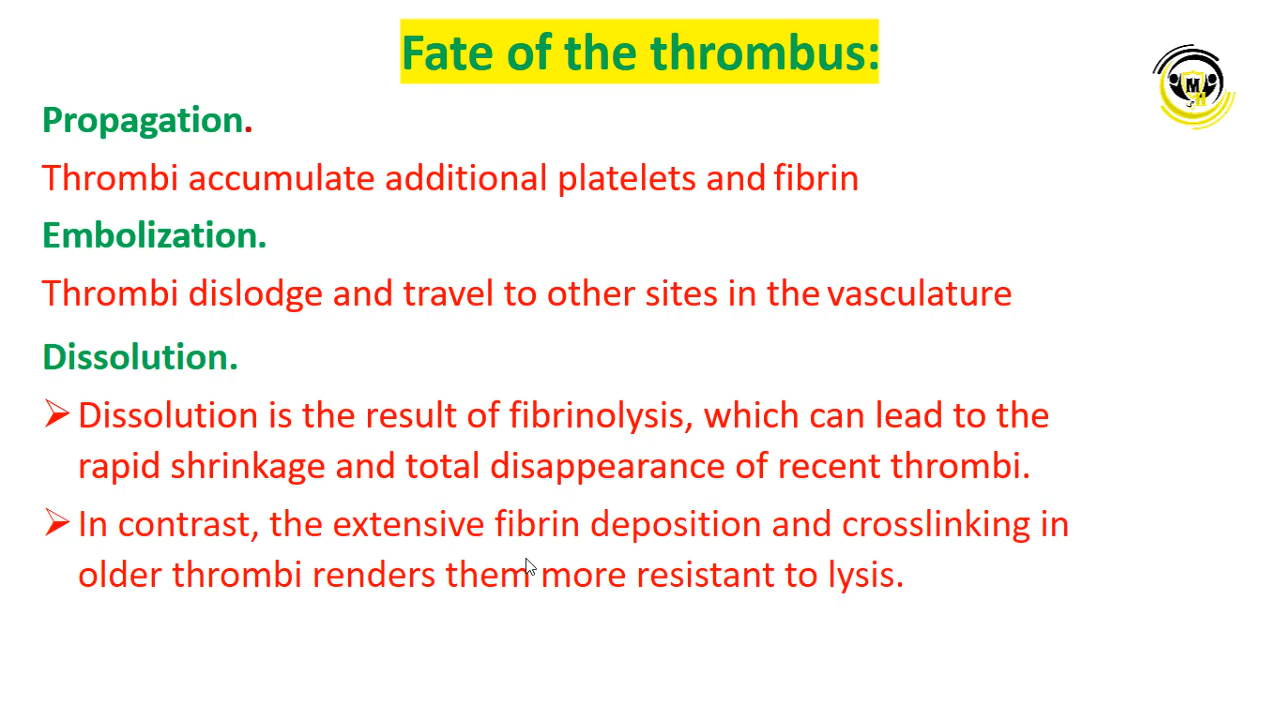 Fate of the thrombus:
Propagation.
Thrombi accumulate additional platelets and fibrin
Embolization.
Thrombi dislodge and travel to other sites in the vasculature
Dissolution.
➢ Dissolution is the result of fibrinolysis, which can lead to the
rapid shrinkage and total disappearance of recent thrombi.
➢ In contrast, the extensive fibrin deposition and crosslinking in
older thrombi renders them more resistant to lysis.